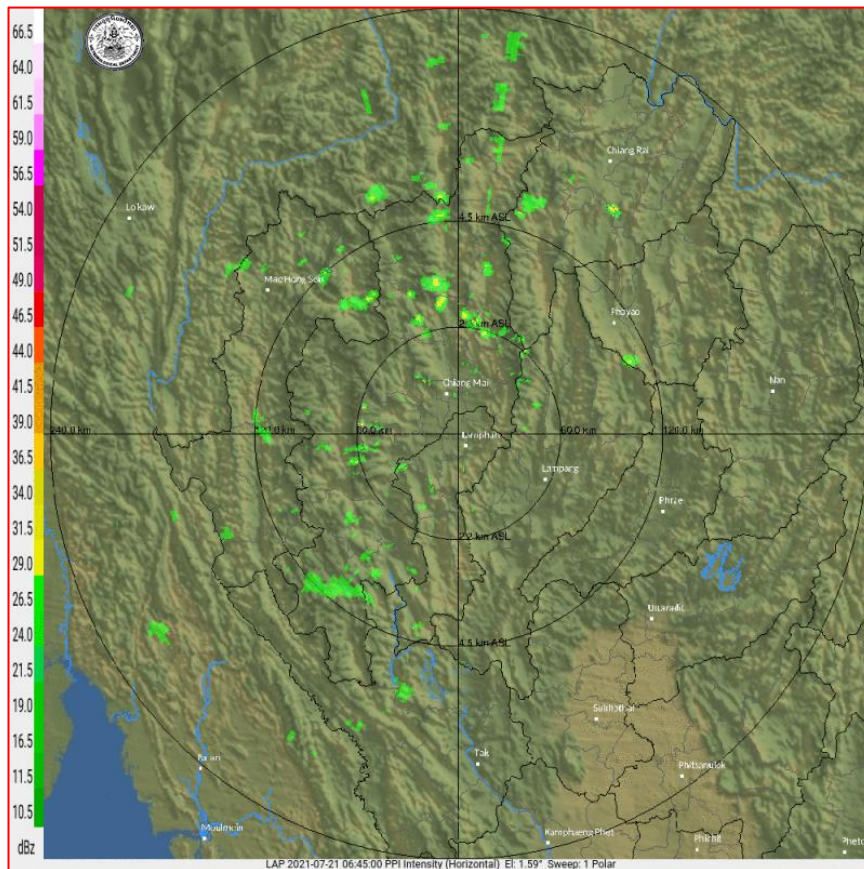 66.5
64.0
61.5
59.0
56.5
54.0
51.5
49.0
46.5
44.0
41.5
39.0
36.5
34.0
31.5
29.0
26.5
24.0
21.5
19.0
16.5
14.0
11.5
10.5
dBz
Chiang Rai
4.5 km ASL
Mae Hong Son
Phayao
km ASL
Nan
Chiang Mai
240.0 km
60.0 km
120.0 km
Lamphun
Lampang
Phrae
2.2 km ASL
Uttaradit
4.5 km ASL
Sukhothai
Tak
Phitsanulok
Moulmein
Kamphaeng Phet
Phichit
LAP 2021-07-21 06:45:00 PPI Intensity (Horizontal) El: 1.59° Sweep: 1 Polar